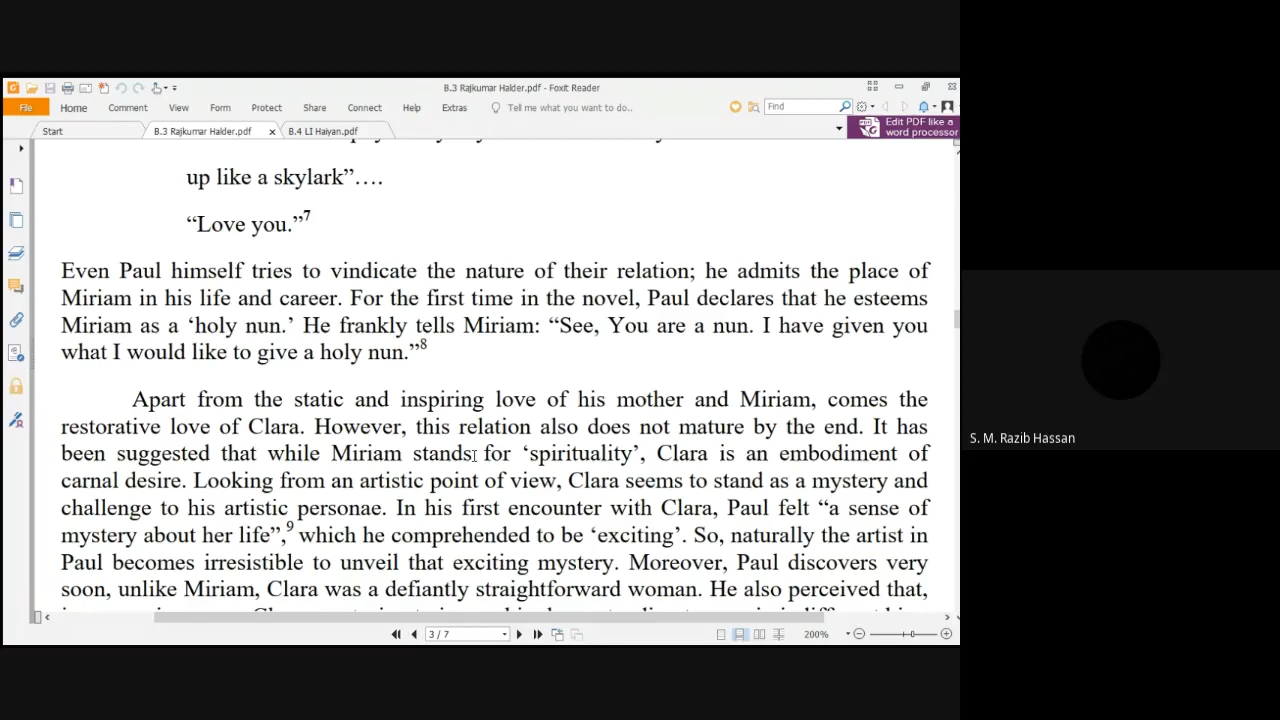 B.3 Rajkumar Halder.pdf - Foxit Reader
File Home Comment View Form Protect Share Connect Help Extras Tell me what you want to do.. Find
Start B.3 Rajkumar Halder.pdf B.4 LI Haiyan.pdf
Edit PDF like a
word processor
up like a skylark”….
“Love you.”7
Even Paul himself tries to vindicate the nature of their relation; he admits the place of
Miriam in his life and career. For the first time in the novel, Paul declares that he esteems
Miriam as a ‘holy nun.’ He frankly tells Miriam: “See, You are a nun. I have given you
what I would like to give a holy nun.”8
Apart from the static and inspiring love of his mother and Miriam, comes the
restorative love of Clara. However, this relation also does not mature by the end. It has
been suggested that while Miriam stands for ‘spirituality’, Clara is an embodiment of
carnal desire. Looking from an artistic point of view, Clara seems to stand as a mystery and
challenge to his artistic personae. In his first encounter with Clara, Paul felt “a sense of
mystery about her life”,9 which he comprehended to be ‘exciting’. So, naturally the artist in
Paul becomes irresistible to unveil that exciting mystery. Moreover, Paul discovers very
soon, unlike Miriam, Clara was a defiantly straightforward woman. He also perceived that,
3 / 7 200%
S. M. Razib Hassan